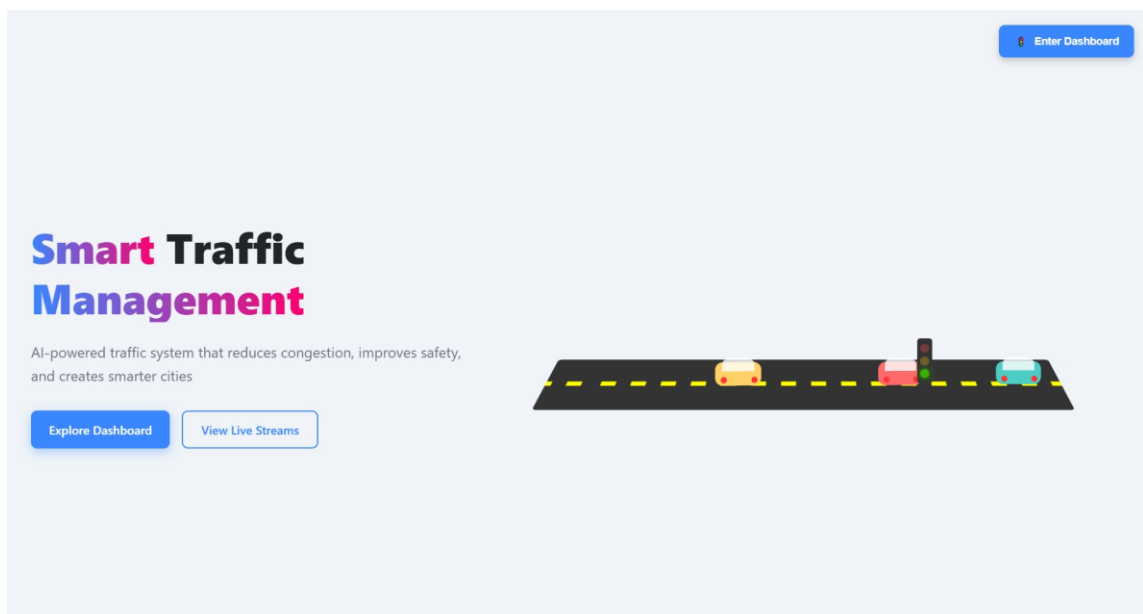 Enter Dashboard
Smart Traffic
Management
AI-powered traffic system that reduces congestion, improves safety,
and creates smarter cities
Explore Dashboard
View Live Streams